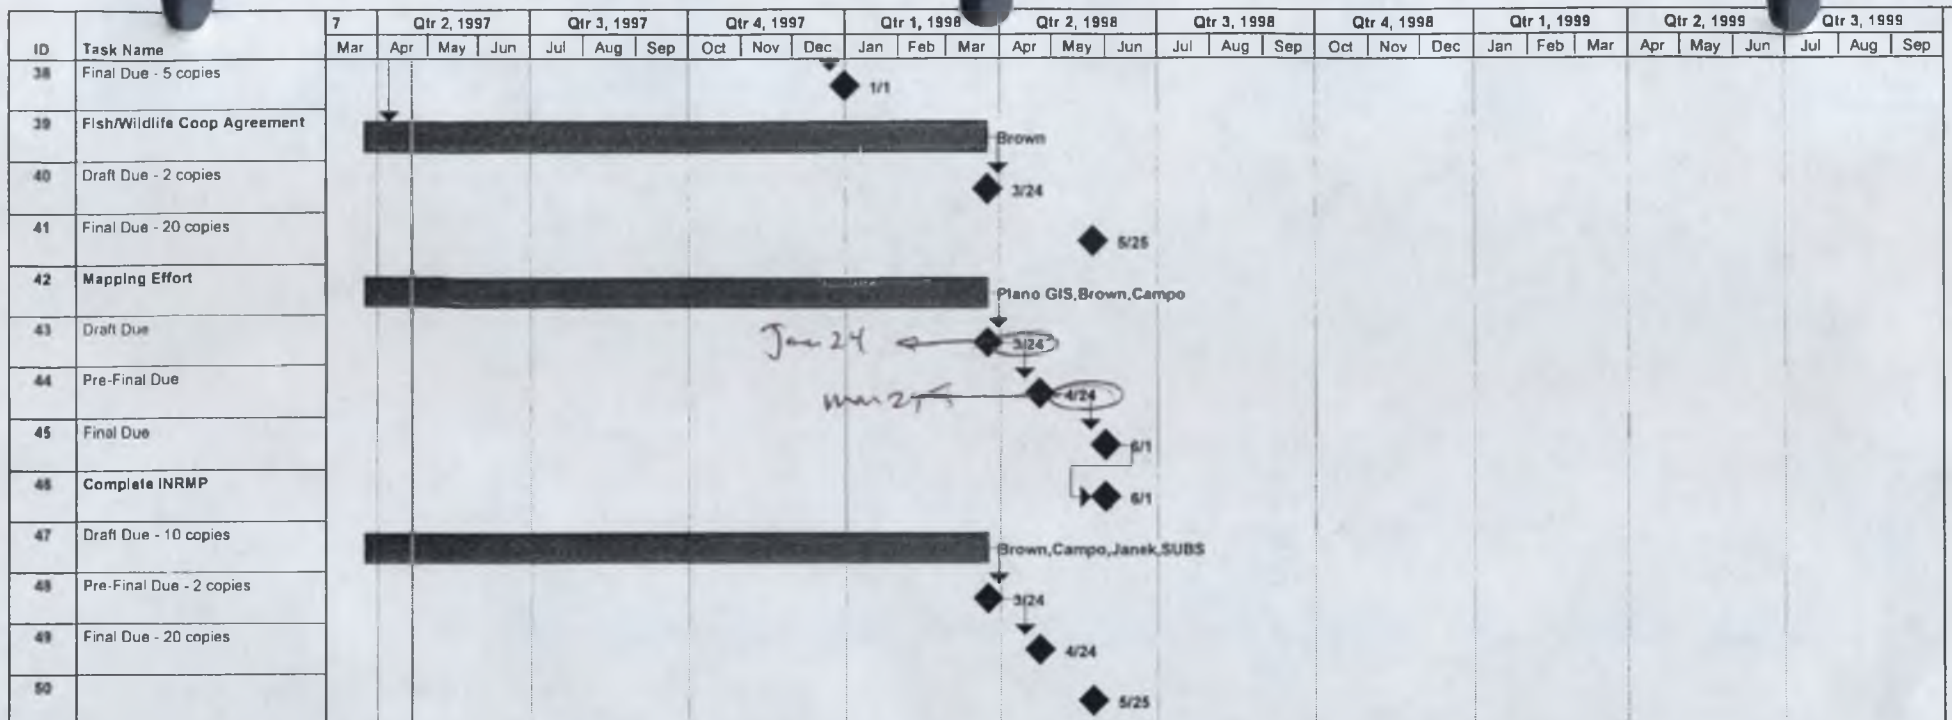 7 Qtr 2, 1997 Qtr 3, 1997 Qtr 4, 1997 Qtr 1, 1998 Qtr 2, 1998 Qtr 3, 1998 Qtr 4, 1998 Qtr 1, 1999 Qtr 2, 1999 Qtr 3, 1999
ID Task Name Mar Apr May Jun Jul Aug Sep Oct Nov Dec Jan Feb Mar Apr May Jun Jul Aug Sep Oct Nov Dec Jan Feb Mar Apr May Jun Jul Aug Sep
38 Final Due - 5 copies 1/1
39 Fish/Wildlife Coop Agreement Brown
40 Draft Due - 2 copies 3/24
41 Final Due - 20 copies 5/25
42 Mapping Effort Plano GIS,Brown,Campo
43 Draft Due Jan 24 3/24
44 Pre-Final Due 4/24
45 Final Due 6/1
46 Complete INRMP 6/1
47 Draft Due - 10 copies Brown,Campo,Janek,SUBS
48 Pre-Final Due - 2 copies 3/24
49 Final Due - 20 copies 4/24
50 5/25